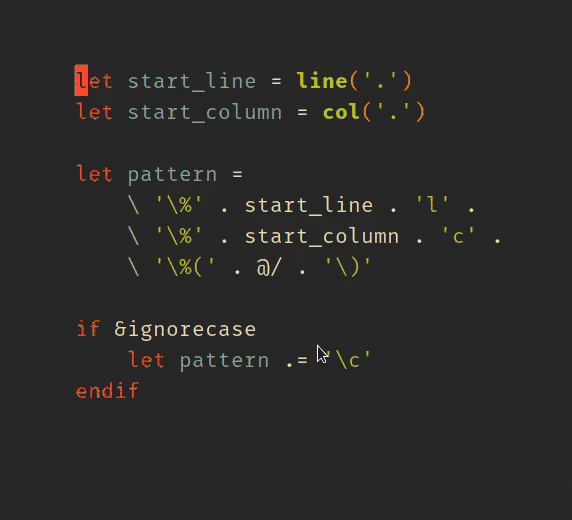 let start_line = line('.')
let start_column = col('.')
let pattern =
\ '\%' . start_line . 'l' .
\ '\%' . start_column . 'c' .
\ '\%(' . @/ . '\)'
if &ignorecase
let pattern .= '\c'
endif